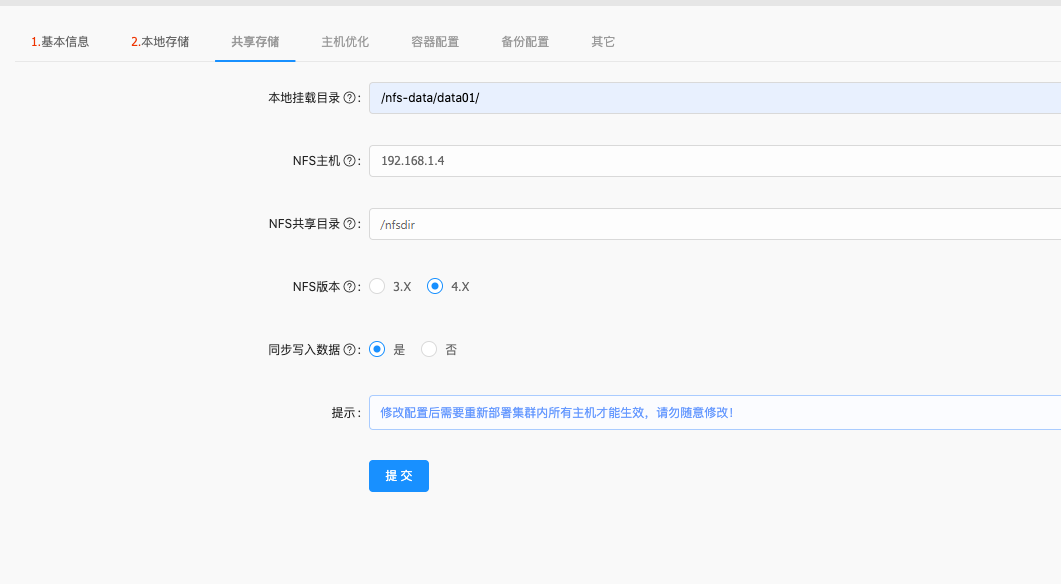 1.基本信息 2.本地存储 共享存储 主机优化 容器配置 备份配置 其它
本地挂载目录 ?: /nfs-data/data01/
NFS主机 ?: 192.168.1.4
NFS共享目录 ?: /nfsdir
NFS版本 ?: 3.X 4.X
同步写入数据 ?: 是 否
提示: 修改配置后需要重新部署集群内所有主机才能生效，请勿随意修改!
提 交